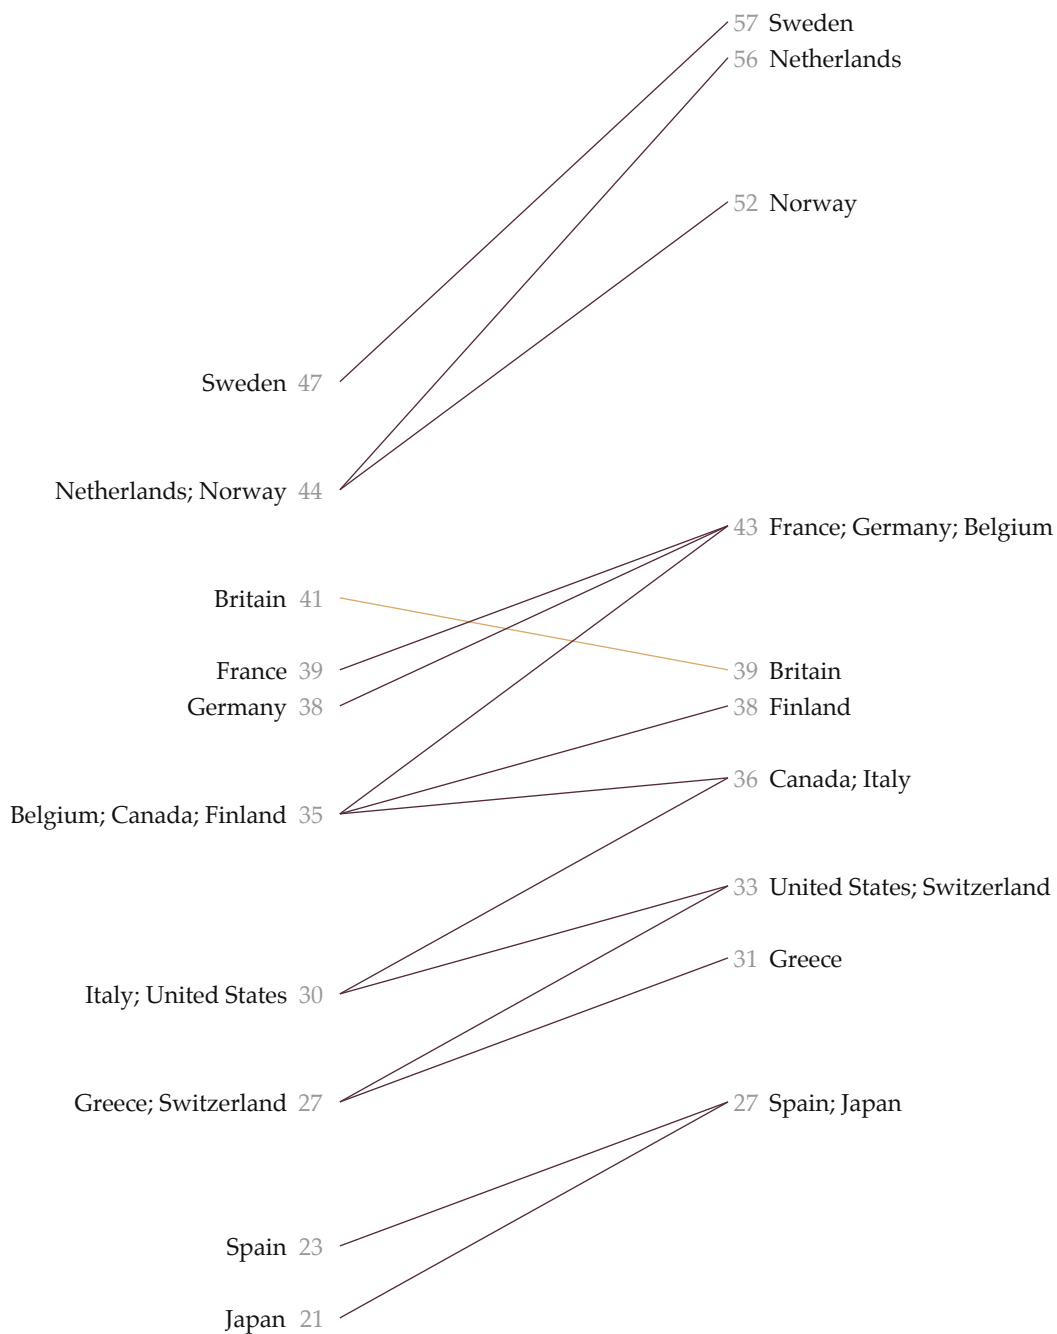 57 Sweden
56 Netherlands
52 Norway
Sweden 47
Netherlands; Norway 44
43 France; Germany; Belgium
Britain 41
France 39
39 Britain
Germany 38
38 Finland
36 Canada; Italy
Belgium; Canada; Finland 35
33 United States; Switzerland
31 Greece
Italy; United States 30
Greece; Switzerland 27
27 Spain; Japan
Spain 23
Japan 21